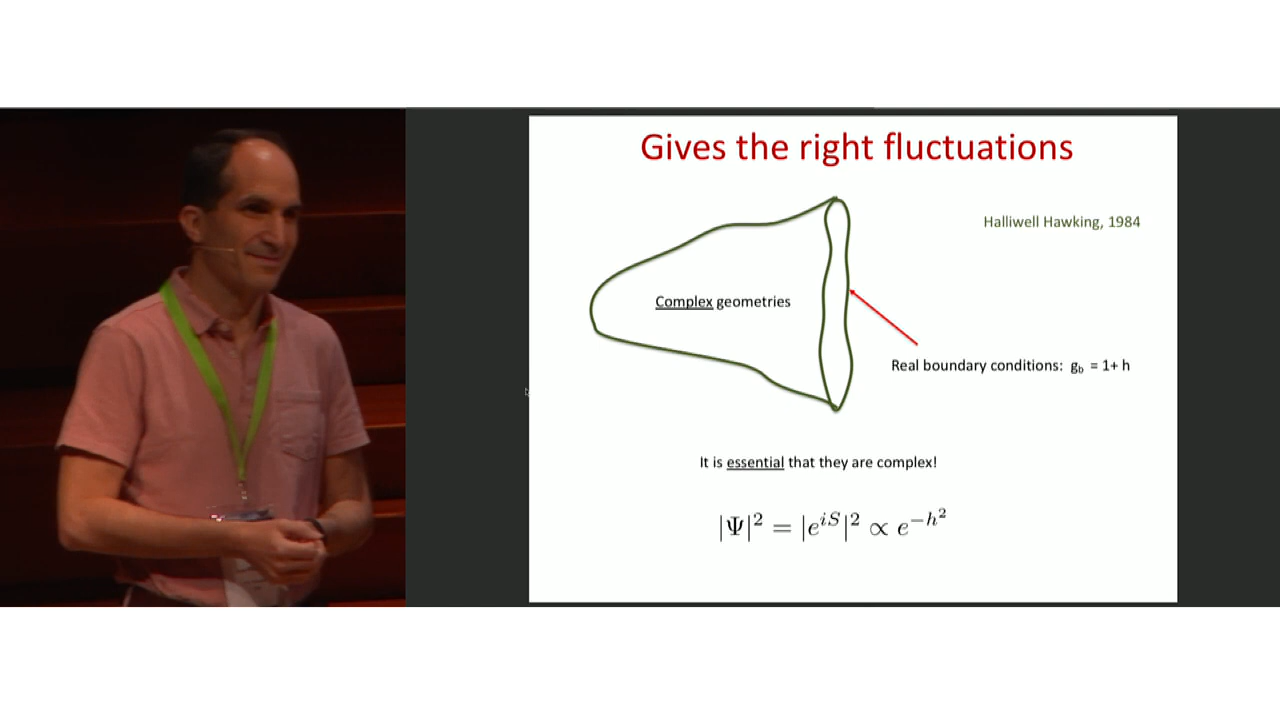 Gives the right fluctuations
Halliwell Hawking, 1984
Complex geometries
Real boundary conditions: g_b = 1+ h
It is essential that they are complex!
|Ψ|² = |e^{iS}|² ∝ e^{-h²}